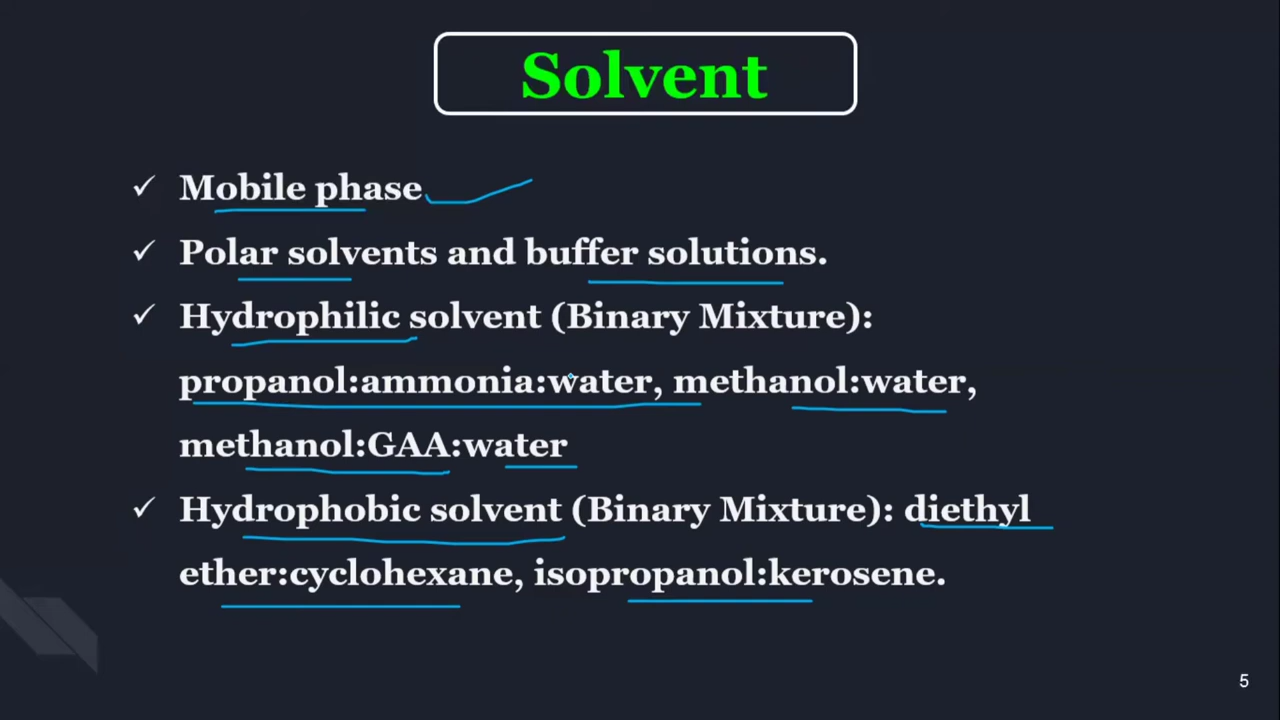 Solvent
✓ Mobile phase
✓ Polar solvents and buffer solutions.
✓ Hydrophilic solvent (Binary Mixture):
propanol:ammonia:water, methanol:water,
methanol:GAA:water
✓ Hydrophobic solvent (Binary Mixture): diethyl
ether:cyclohexane, isopropanol:kerosene.
5